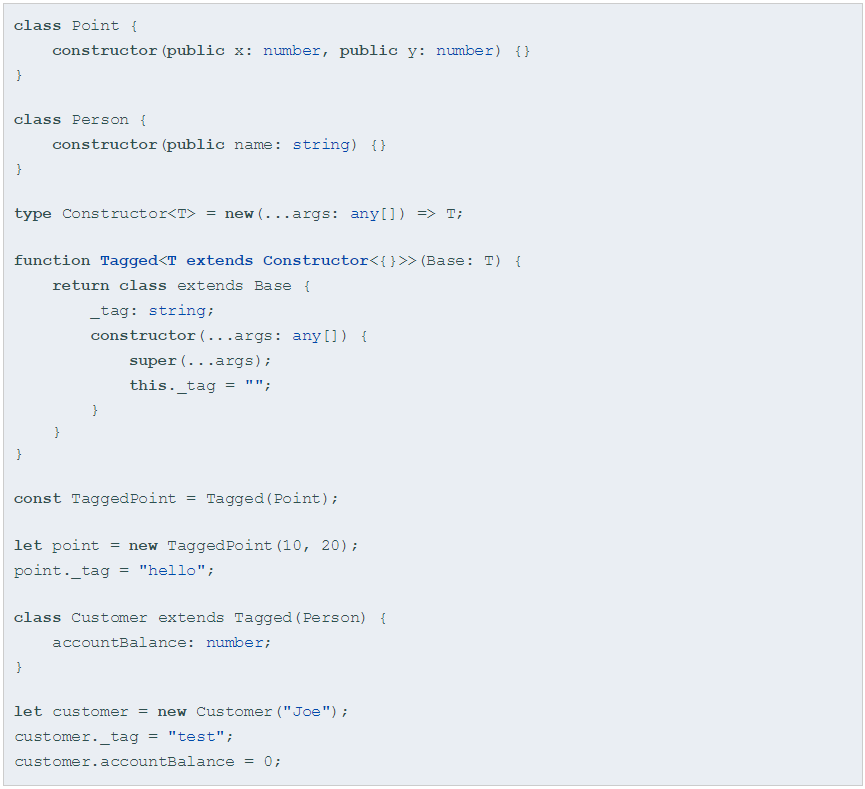 class Point {
    constructor(public x: number, public y: number) {}
}

class Person {
    constructor(public name: string) {}
}

type Constructor<T> = new(...args: any[]) => T;

function Tagged<T extends Constructor<{}>>(Base: T) {
    return class extends Base {
        _tag: string;
        constructor(...args: any[]) {
            super(...args);
            this._tag = "";
        }
    }
}

const TaggedPoint = Tagged(Point);

let point = new TaggedPoint(10, 20);
point._tag = "hello";

class Customer extends Tagged(Person) {
    accountBalance: number;
}

let customer = new Customer("Joe");
customer._tag = "test";
customer.accountBalance = 0;